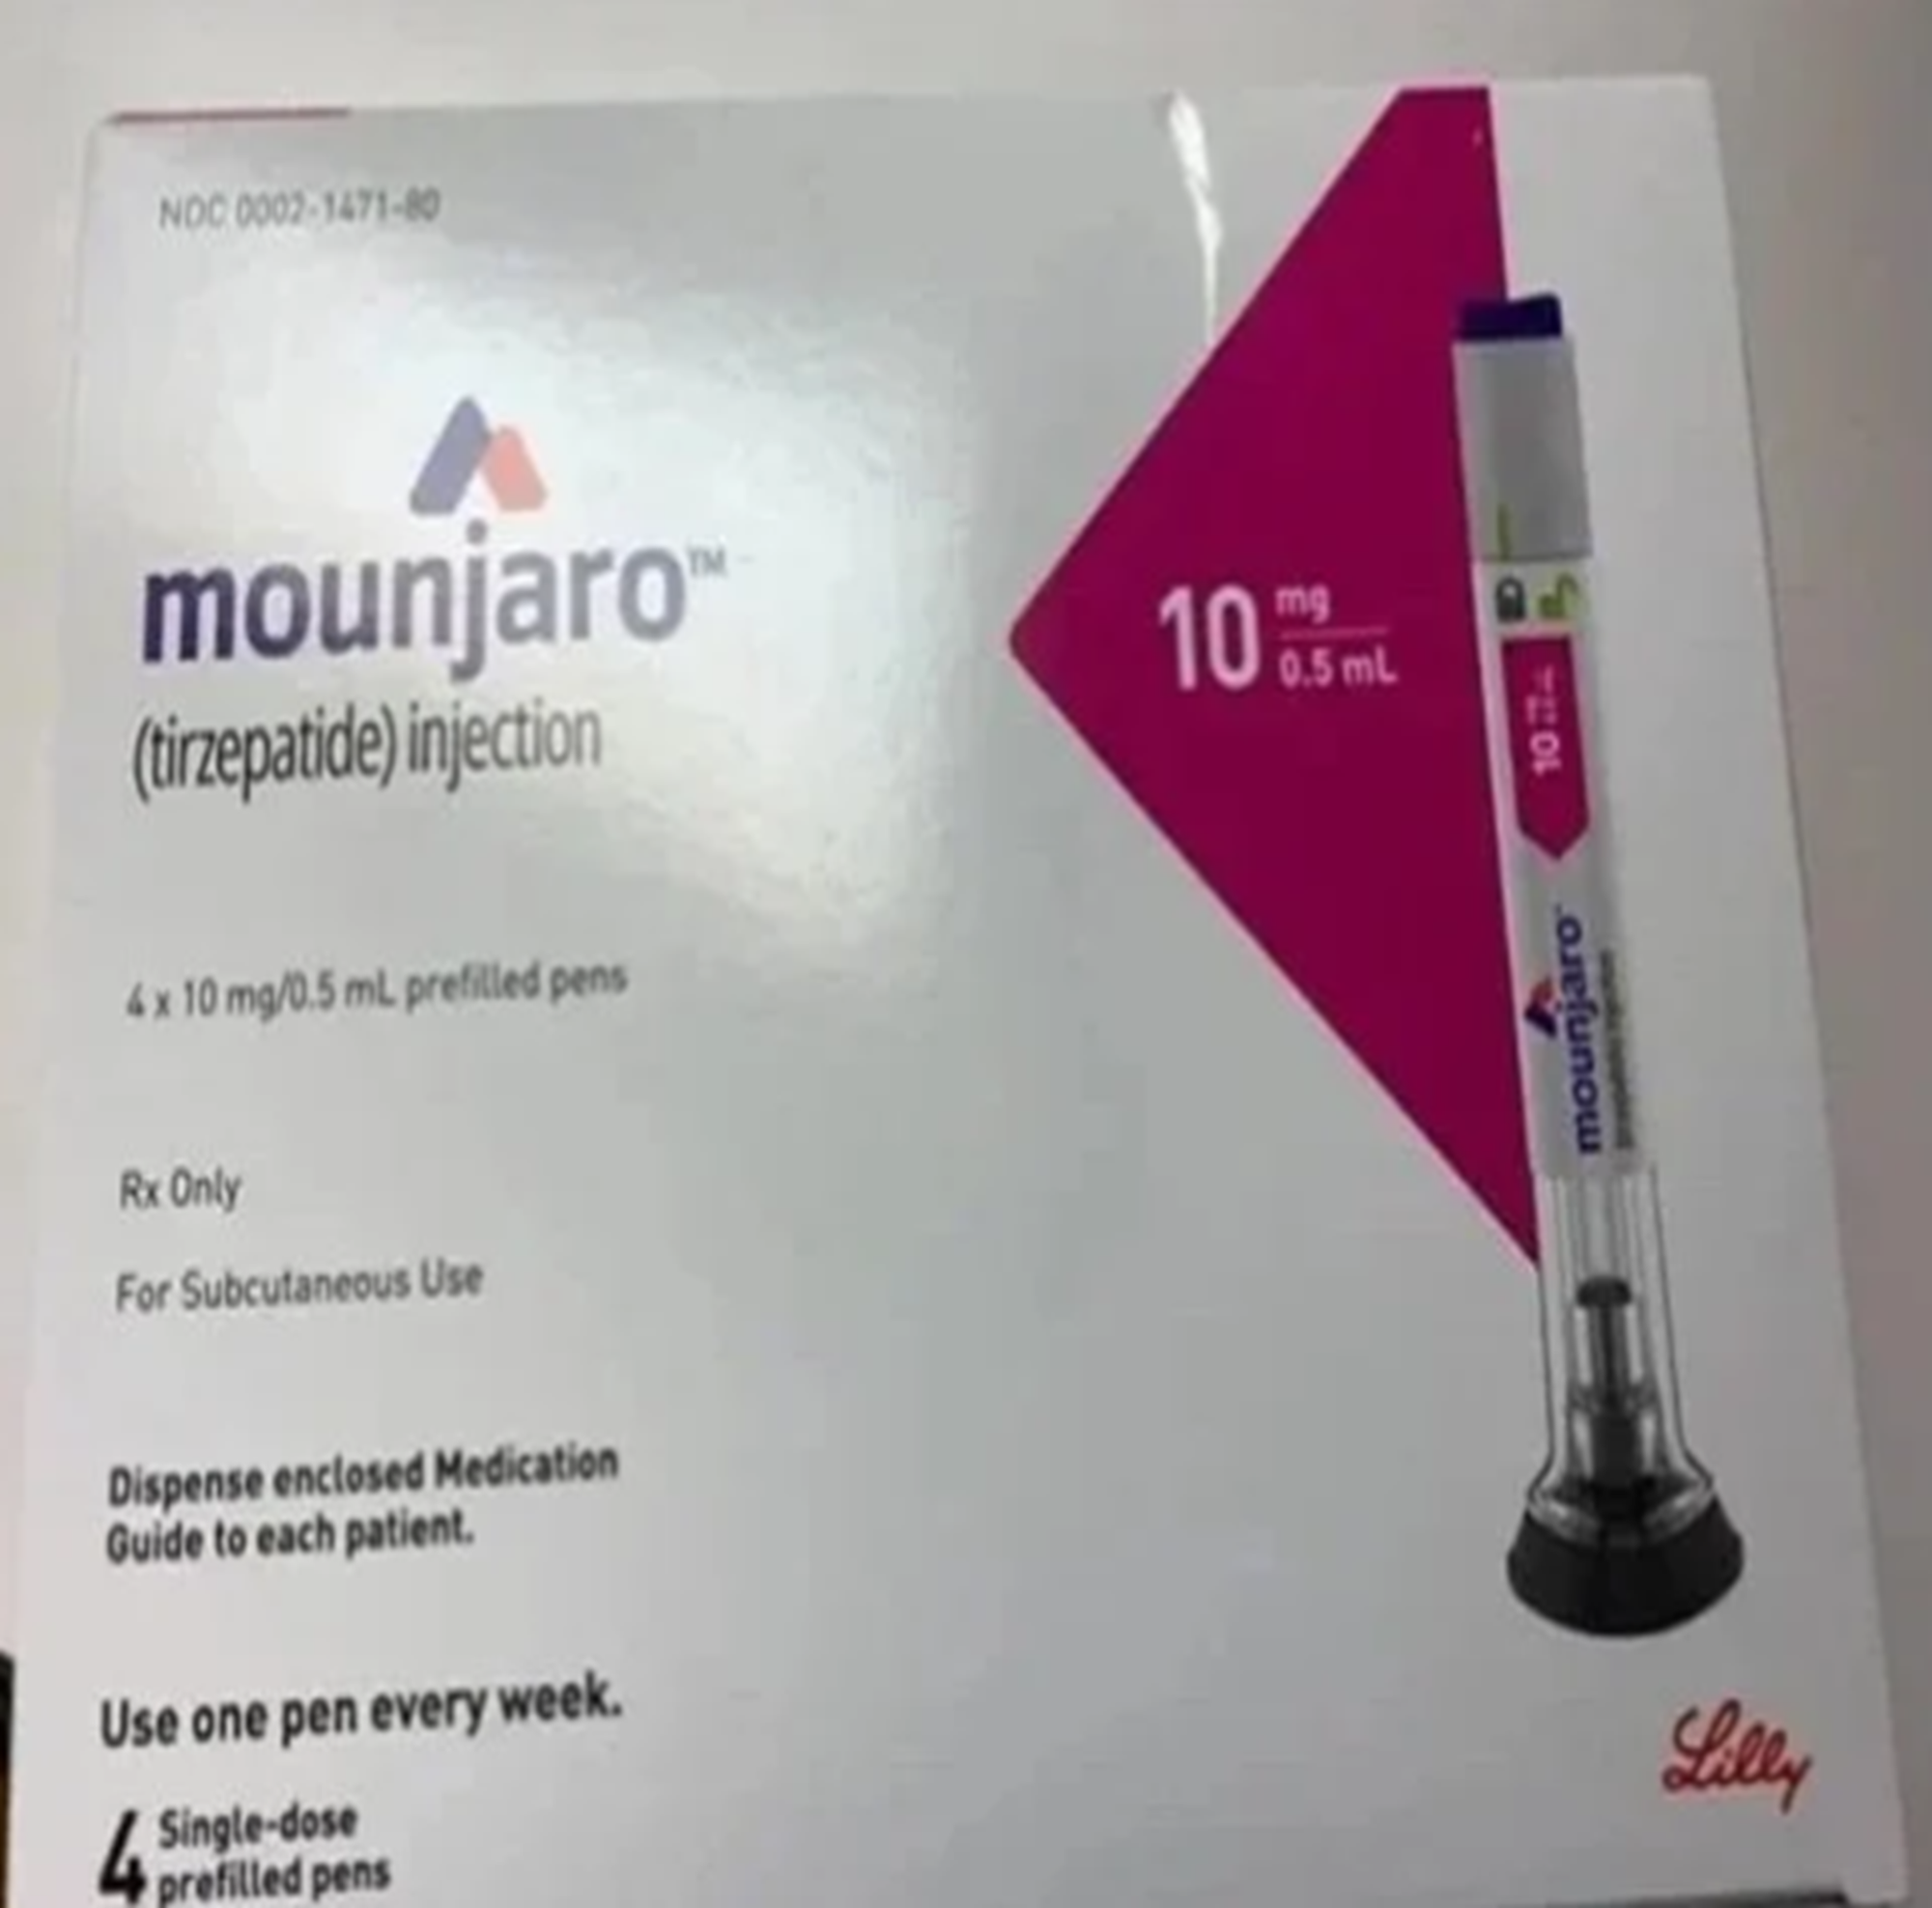 NDC 0002-1471-80
mounjaro™
(tirzepatide) injection
10 mg
0.5 mL
4 x 10 mg/0.5 mL prefilled pens
Rx Only
For Subcutaneous Use
Dispense enclosed Medication
Guide to each patient.
Use one pen every week.
4 Single-dose
prefilled pens
10
mounjaro
Lilly